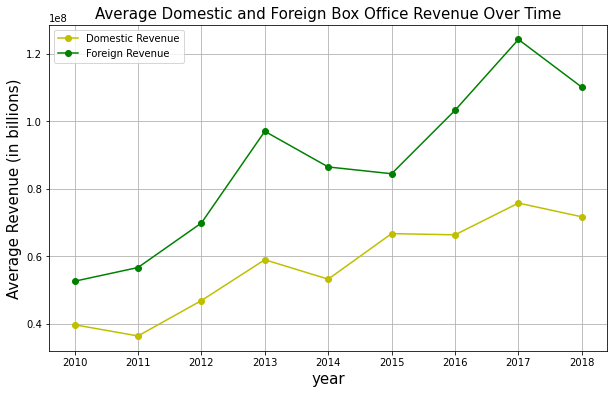 Average Domestic and Foreign Box Office Revenue Over Time
1e8
Domestic Revenue
Foreign Revenue
Average Revenue (in billions)
1.2
1.0
0.8
0.6
0.4
2010 2011 2012 2013 2014 2015 2016 2017 2018
year